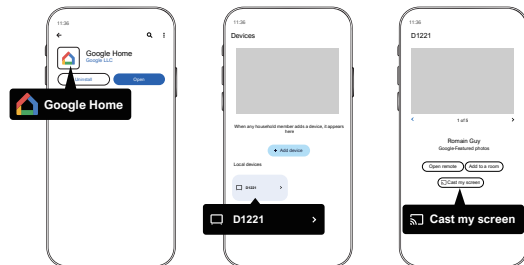 11:36
Google Home
Google LLC
Uninstall
Open
Google Home
11:36
Devices
When any household member adds a device, it appears
here
+ Add device
Local devices
D1221
D1221
11:36
D1221
1 of 5
Romain Guy
Google Featured photos
Open remote
Add to a room
Cast my screen
Cast my screen